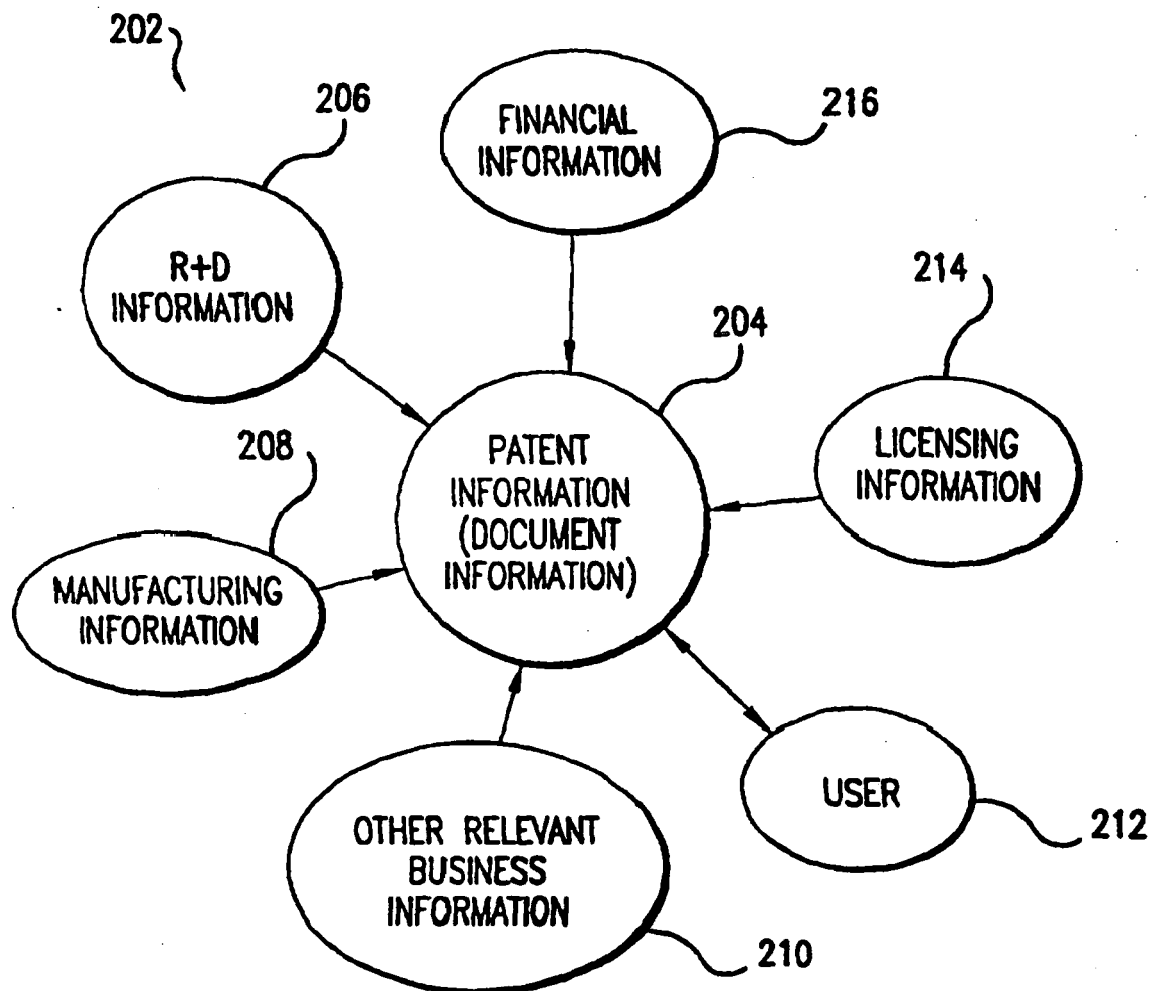 202
206
216
FINANCIAL
INFORMATION
R+D
INFORMATION
214
204
LICENSING
INFORMATION
208
PATENT
INFORMATION
(DOCUMENT
INFORMATION)
MANUFACTURING
INFORMATION
USER
212
OTHER RELEVANT
BUSINESS
INFORMATION
210